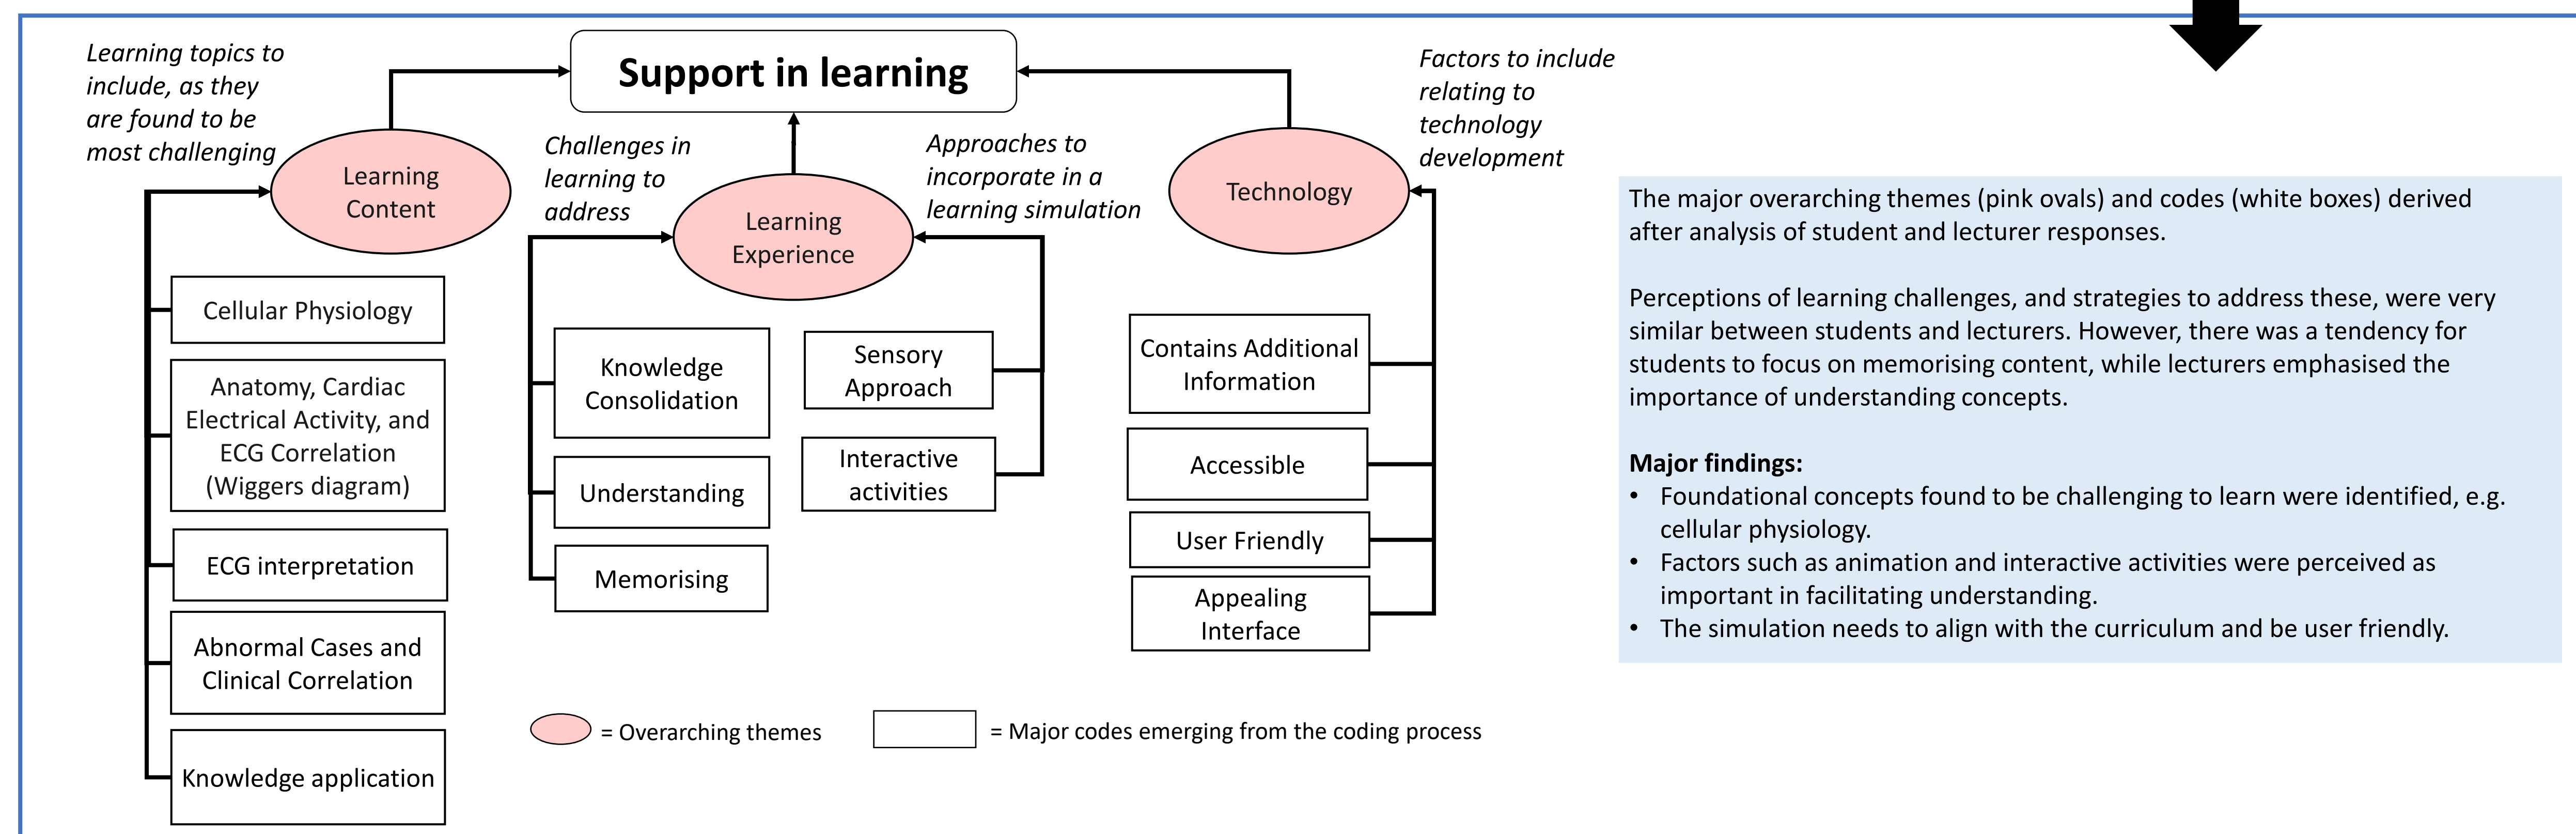 Learning topics to
include, as they
are found to be
most challenging
Support in learning
Factors to include
relating to
technology
development
Challenges in
learning to
address
Approaches to
incorporate in a
learning simulation
Learning
Content
Learning
Experience
Technology
Cellular Physiology
Anatomy, Cardiac
Electrical Activity, and
ECG Correlation
(Wiggers diagram)
ECG interpretation
Abnormal Cases and
Clinical Correlation
Knowledge application
Knowledge
Consolidation
Understanding
Memorising
Sensory
Approach
Interactive
activities
Contains Additional
Information
Accessible
User Friendly
Appealing
Interface
= Overarching themes
= Major codes emerging from the coding process
The major overarching themes (pink ovals) and codes (white boxes) derived
after analysis of student and lecturer responses.
Perceptions of learning challenges, and strategies to address these, were very
similar between students and lecturers. However, there was a tendency for
students to focus on memorising content, while lecturers emphasised the
importance of understanding concepts.
Major findings:
• Foundational concepts found to be challenging to learn were identified, e.g.
cellular physiology.
• Factors such as animation and interactive activities were perceived as
important in facilitating understanding.
• The simulation needs to align with the curriculum and be user friendly.